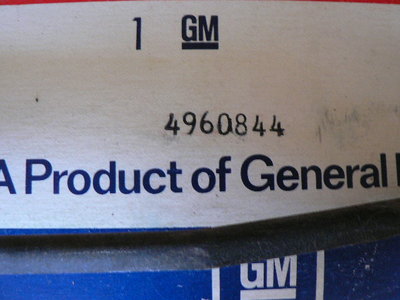 1 GM
4960844
A Product of General
GM